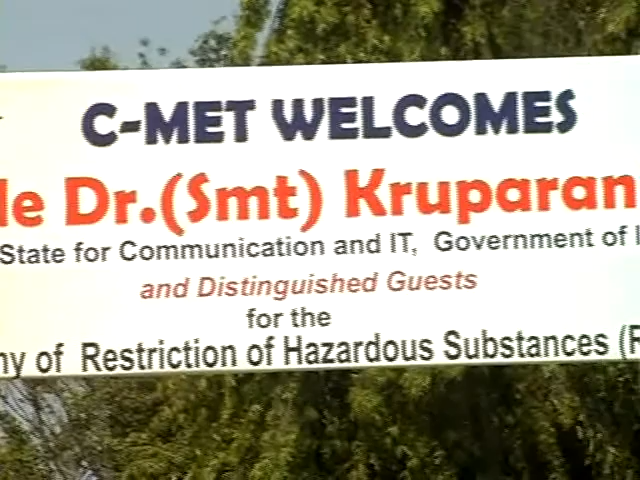 C-MET WELCOMES
le Dr.(Smt) Kruparan
State for Communication and IT, Government of I
and Distinguished Guests
for the
ny of Restriction of Hazardous Substances (R